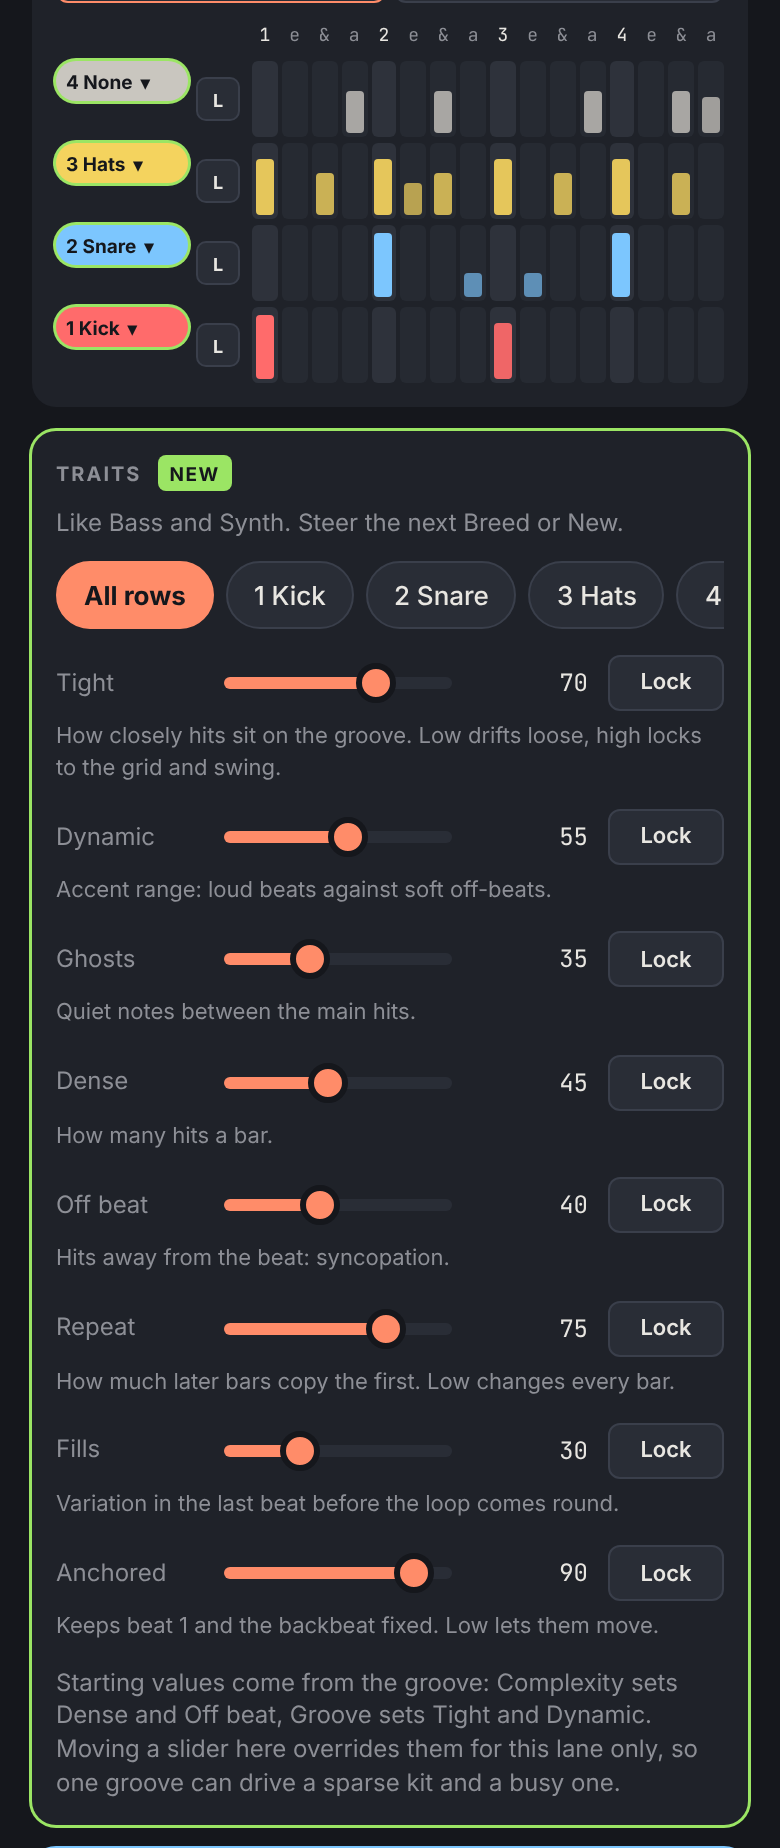 1 e & a 2 e & a 3 e & a 4 e & a
4 None ▾ L
3 Hats ▾ L
2 Snare ▾ L
1 Kick ▾ L
TRAITS NEW
Like Bass and Synth. Steer the next Breed or New.
All rows 1 Kick 2 Snare 3 Hats 4
Tight 70 Lock
How closely hits sit on the groove. Low drifts loose, high locks
to the grid and swing.
Dynamic 55 Lock
Accent range: loud beats against soft off-beats.
Ghosts 35 Lock
Quiet notes between the main hits.
Dense 45 Lock
How many hits a bar.
Off beat 40 Lock
Hits away from the beat: syncopation.
Repeat 75 Lock
How much later bars copy the first. Low changes every bar.
Fills 30 Lock
Variation in the last beat before the loop comes round.
Anchored 90 Lock
Keeps beat 1 and the backbeat fixed. Low lets them move.
Starting values come from the groove: Complexity sets
Dense and Off beat, Groove sets Tight and Dynamic.
Moving a slider here overrides them for this lane only, so
one groove can drive a sparse kit and a busy one.